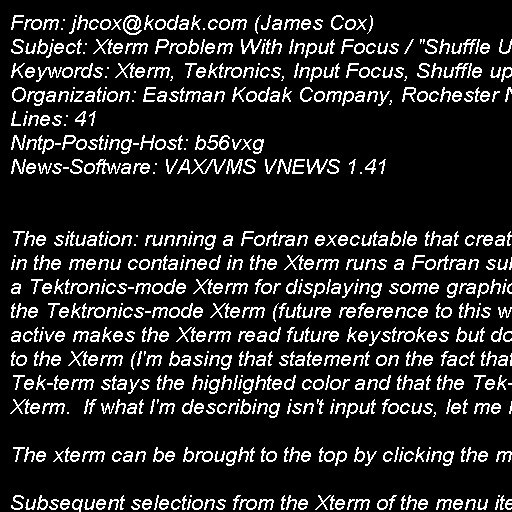 From: jhcox@kodak.com (James Cox)
Subject: Xterm Problem With Input Focus / "Shuffle U
Keywords: Xterm, Tektronics, Input Focus, Shuffle up
Organization: Eastman Kodak Company, Rochester N
Lines: 41
Nntp-Posting-Host: b56vxg
News-Software: VAX/VMS VNEWS 1.41
The situation: running a Fortran executable that creat
in the menu contained in the Xterm runs a Fortran sub
a Tektronics-mode Xterm for displaying some graphic
the Tektronics-mode Xterm (future reference to this w
active makes the Xterm read future keystrokes but do
to the Xterm (I'm basing that statement on the fact that
Tek-term stays the highlighted color and that the Tek-
Xterm.  If what I'm describing isn't input focus, let me
The xterm can be brought to the top by clicking the m
Subsequent selections from the Xterm of the menu ite